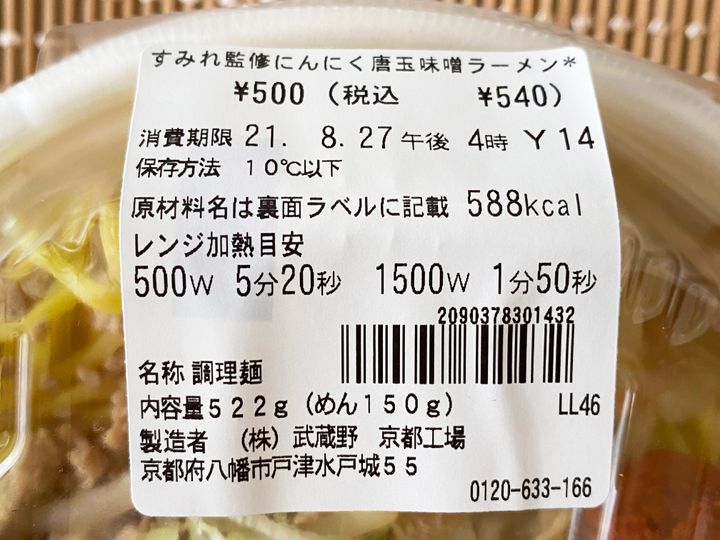 すみれ監修にんにく唐玉味噌ラーメン*
¥500（税込 ¥540）
消費期限 21. 8.27 午後 4時 Y14
保存方法 10℃以下
原材料名は裏面ラベルに記載 588kcal
レンジ加熱目安
500W 5分20秒 1500W 1分50秒
2090378301432
名称 調理麺
内容量522g（めん150g） LL46
製造者 （株）武蔵野 京都工場
京都府八幡市戸津水戸城55
0120-633-166